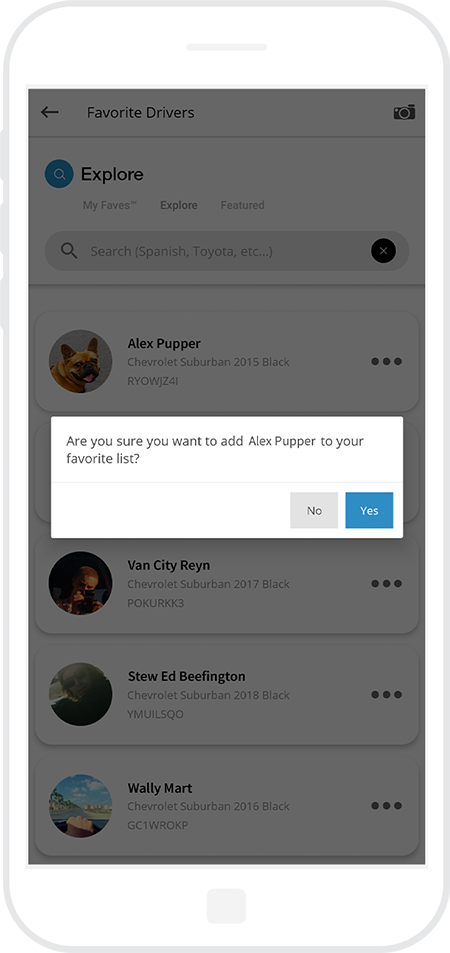 Favorite Drivers
Explore
My Faves™ Explore Featured
Search (Spanish, Toyota, etc...)
Alex Pupper
Chevrolet Suburban 2015 Black
RYOWJZ4I
Are you sure you want to add Alex Pupper to your
favorite list?
No Yes
Van City Reyn
Chevrolet Suburban 2017 Black
POKURKK3
Stew Ed Beefington
Chevrolet Suburban 2018 Black
YMUILSQO
Wally Mart
Chevrolet Suburban 2016 Black
GC1WROKP